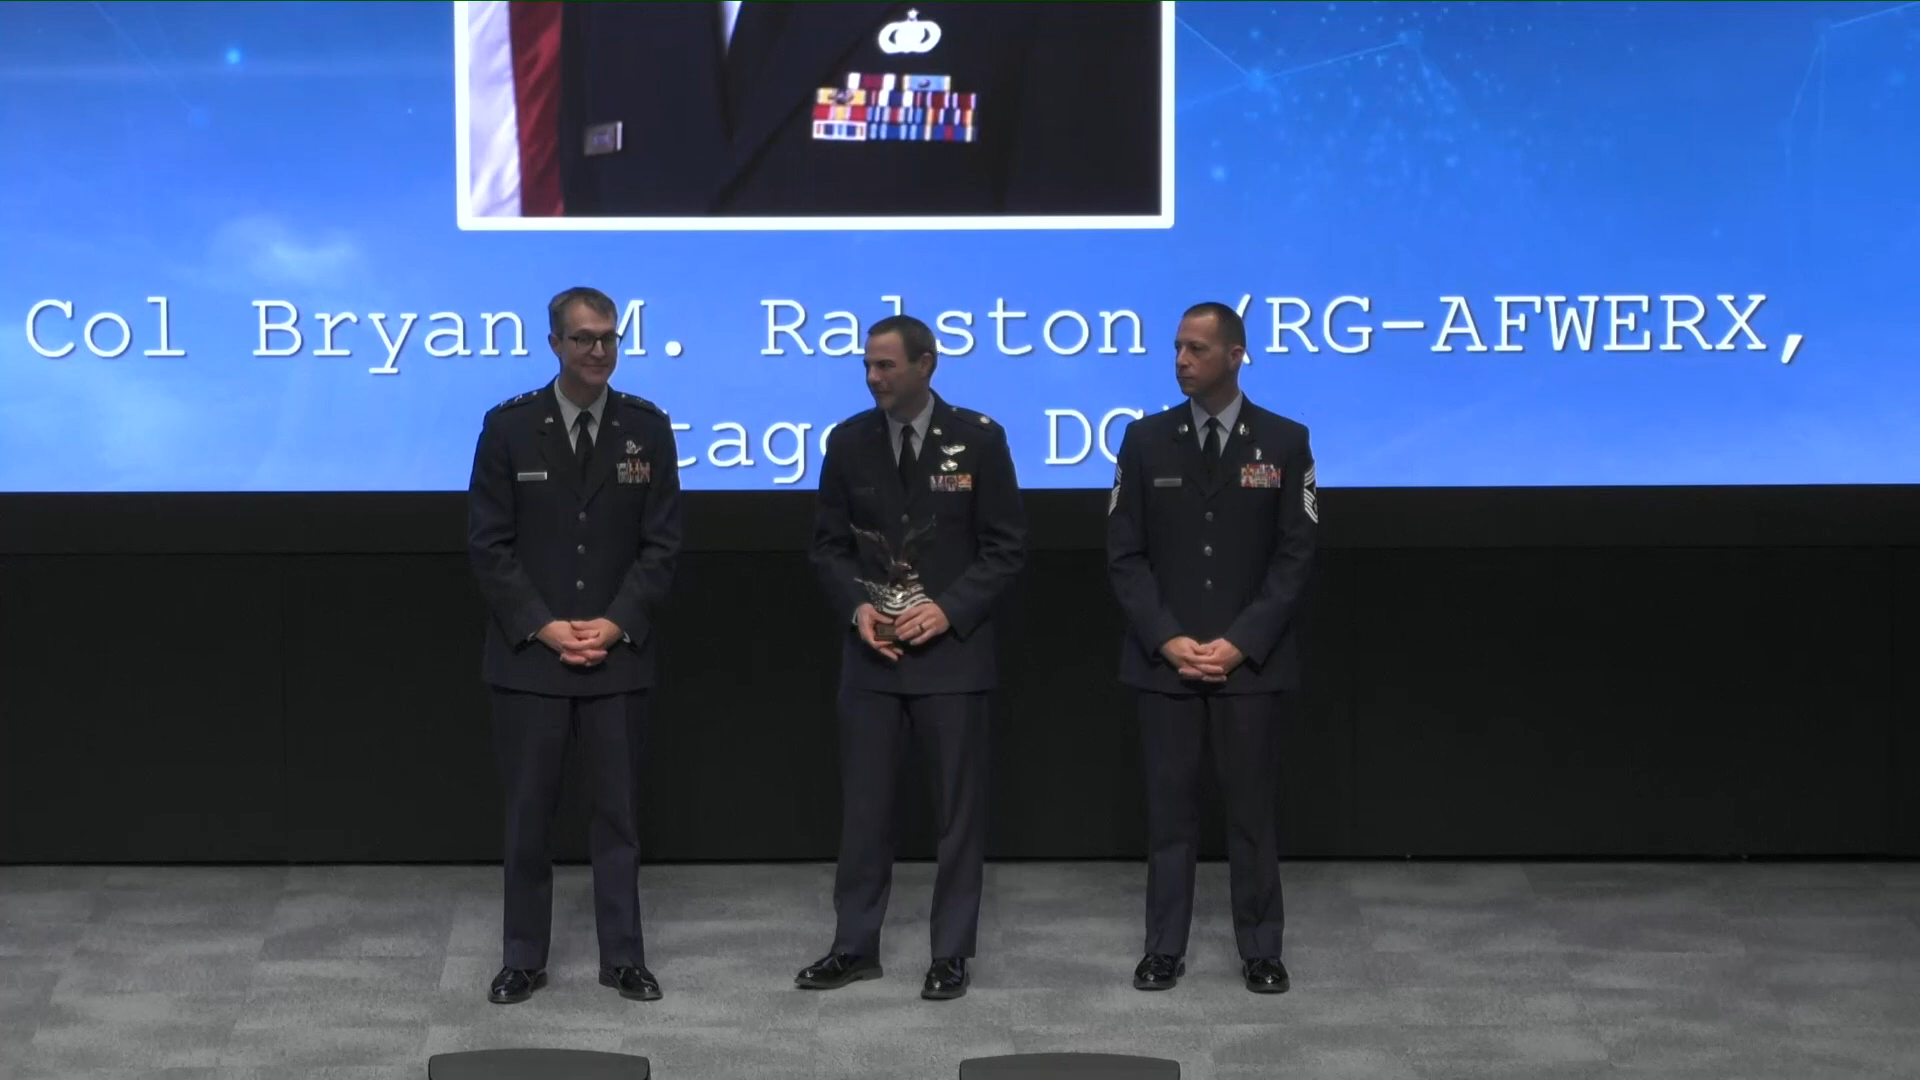 Col Bryan M. Ralston (RG-AFWERX,
DC)